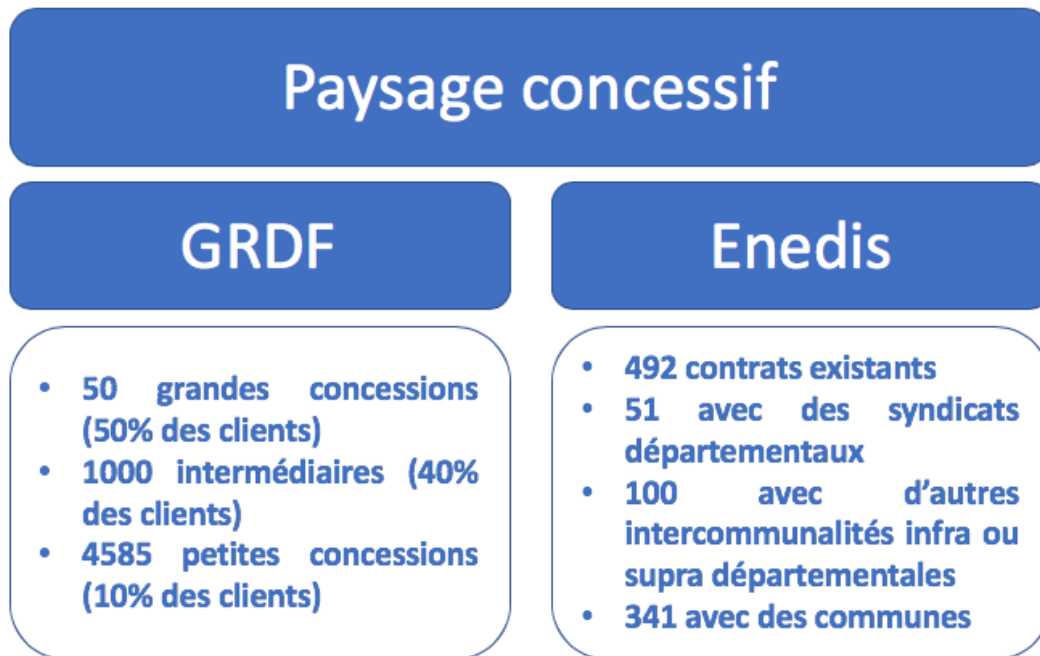 Paysage concessif
GRDF
• 50 grandes concessions
(50% des clients)
• 1000 intermédiaires (40%
des clients)
• 4585 petites concessions
(10% des clients)
Enedis
• 492 contrats existants
• 51 avec des syndicats
départementaux
• 100 avec d'autres
intercommunalités infra ou
supra départementales
• 341 avec des communes